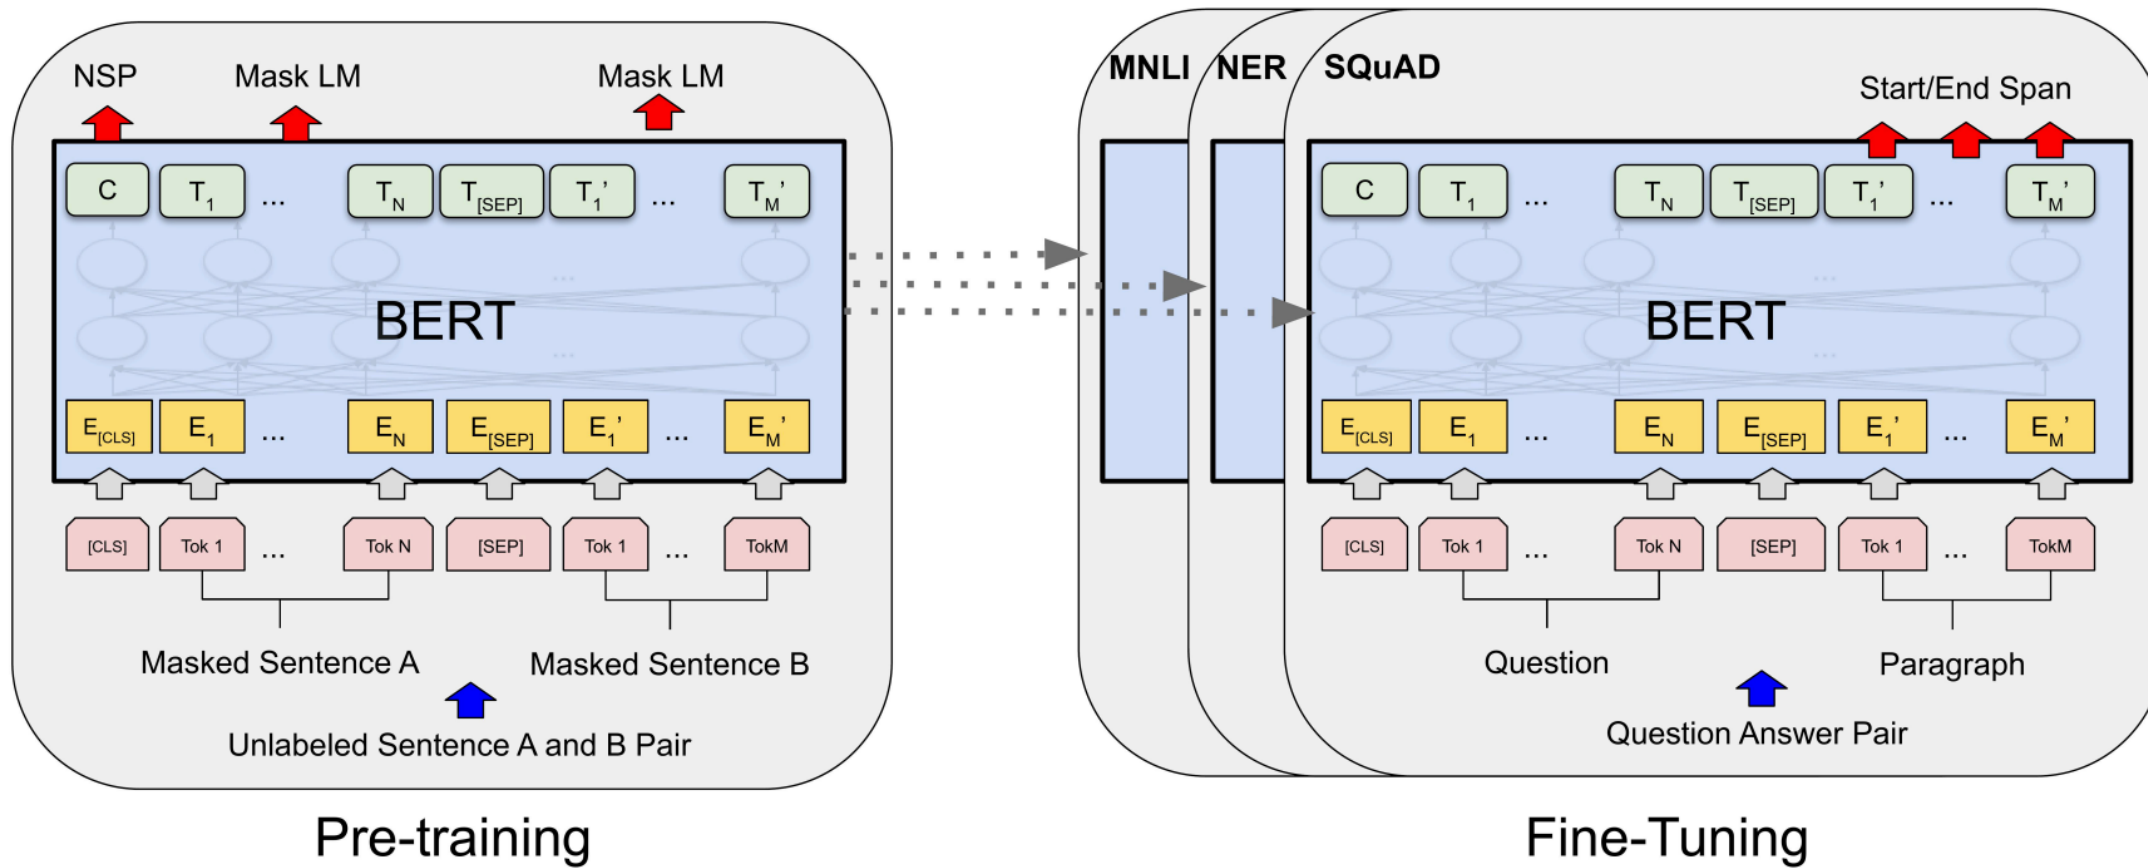 NSP Mask LM Mask LM
C T1 ... TN T[SEP] T1’ ... TM’
...
BERT
...
E[CLS] E1 ... EN E[SEP] E1’ ... EM’
[CLS] Tok 1 ... Tok N [SEP] Tok 1 ... TokM
Masked Sentence A Masked Sentence B
Unlabeled Sentence A and B Pair
Pre-training
MNLI NER SQuAD
Start/End Span
C T1 ... TN T[SEP] T1’ ... TM’
...
BERT
...
E[CLS] E1 ... EN E[SEP] E1’ ... EM’
[CLS] Tok 1 ... Tok N [SEP] Tok 1 ... TokM
Question Paragraph
Question Answer Pair
Fine-Tuning